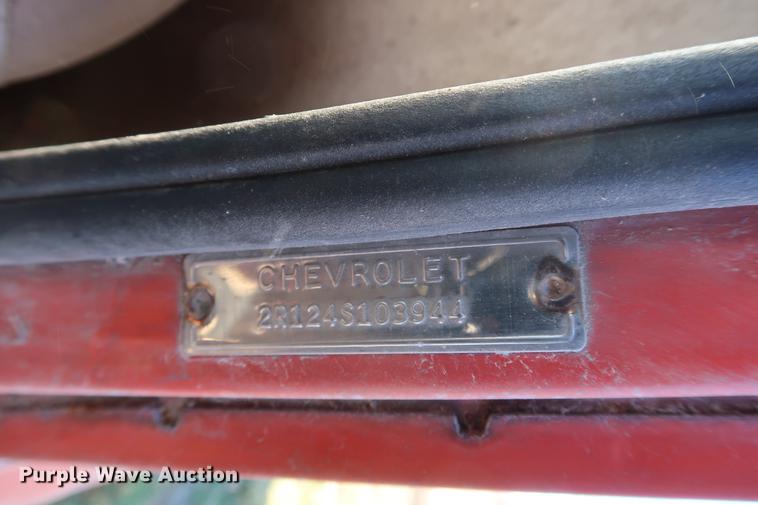 CHEVROLET
2R124S103944
Purple Wave Auction